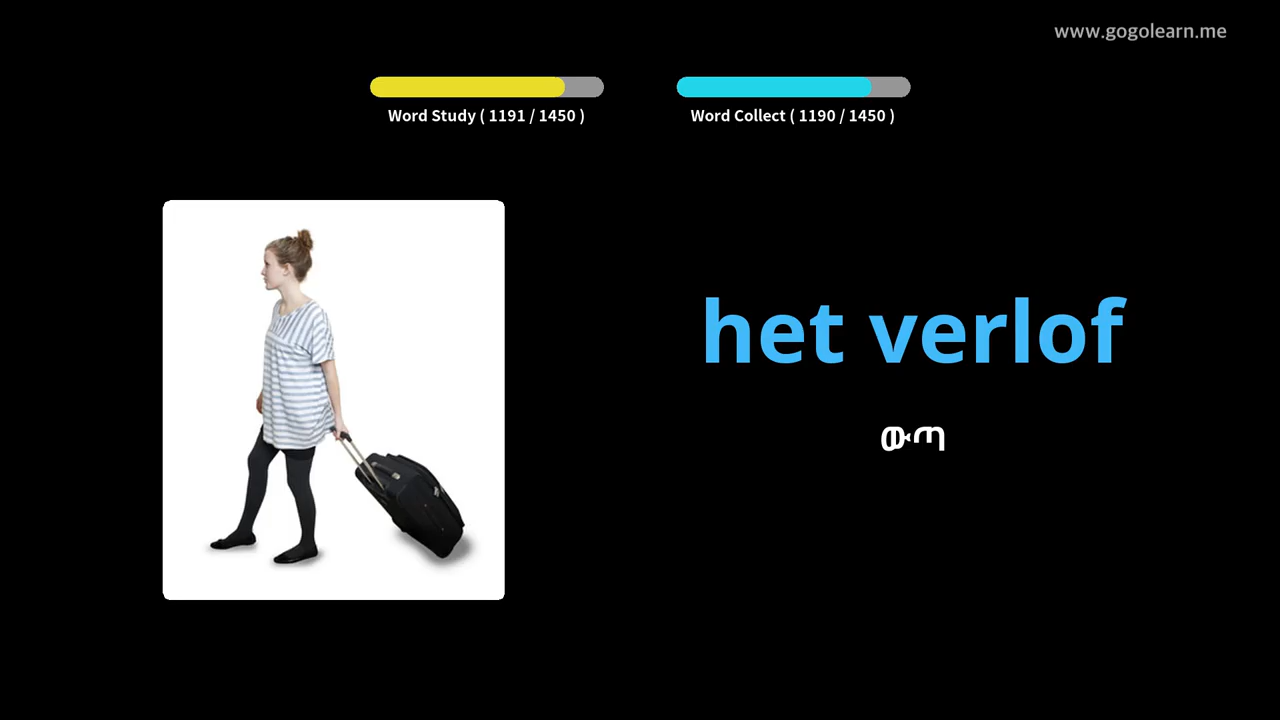 www.gogolearn.me
Word Study ( 1191 / 1450 )
Word Collect ( 1190 / 1450 )
het verlof
ውጣ